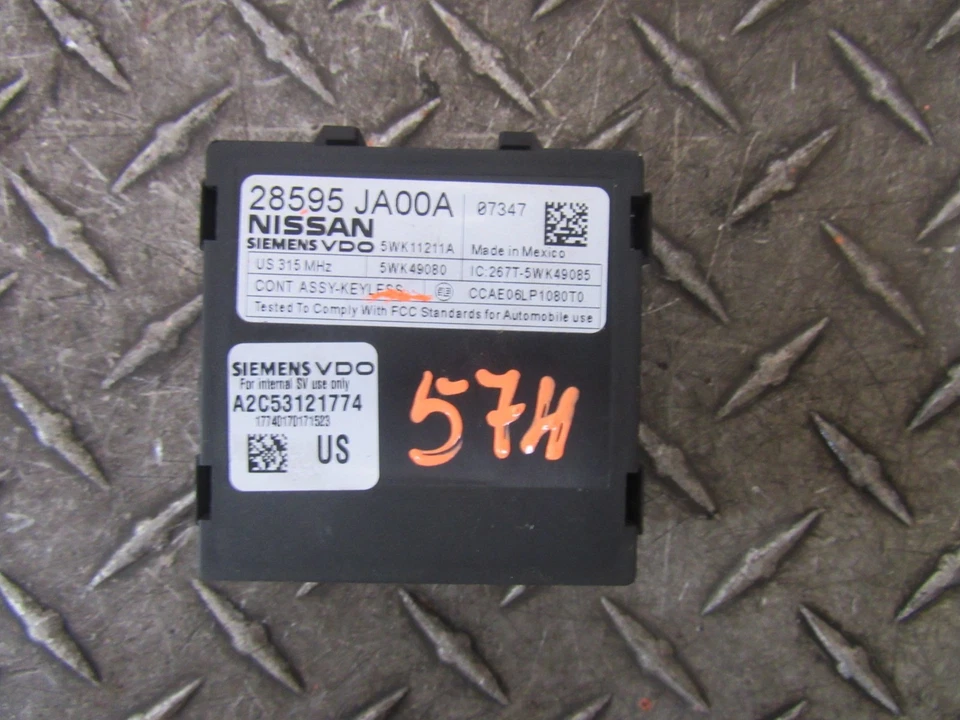 28595 JA00A
07347
NISSAN
SIEMENS VDO 5WK11211A
Made in Mexico
US 315 MHz 5WK49080 IC:267T-5WK49085
CONT ASSY-KEYLESS CCAE06LP1080T0
Tested To Comply With FCC Standards for Automobile use
SIEMENS VDO
For internal SV use only
A2C53121774
17740170171523
US
57H